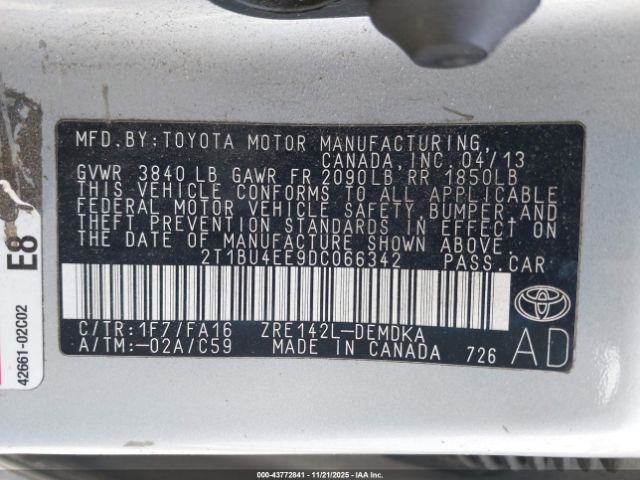 MFD.BY:TOYOTA MOTOR MANUFACTURING,
CANADA,INC.04/13
GVWR 3840LB GAWR FR 2090LB RR 1850LB
THIS VEHICLE CONFORMS TO ALL APPLICABLE
FEDERAL MOTOR VEHICLE SAFETY, BUMPER, AND
THEFT PREVENTION STANDARDS IN EFFECT ON
THE DATE OF MANUFACTURE SHOWN ABOVE.
2T1BU4EE9DC066342 PASS.CAR
C/TR:1F7/FA16 ZRE142L-DEMDKA
A/TM:-02A/C59 MADE IN CANADA 726
AD
E8
42661-02C02
000-43772841 - 11/21/2025 - IAAI, Inc.